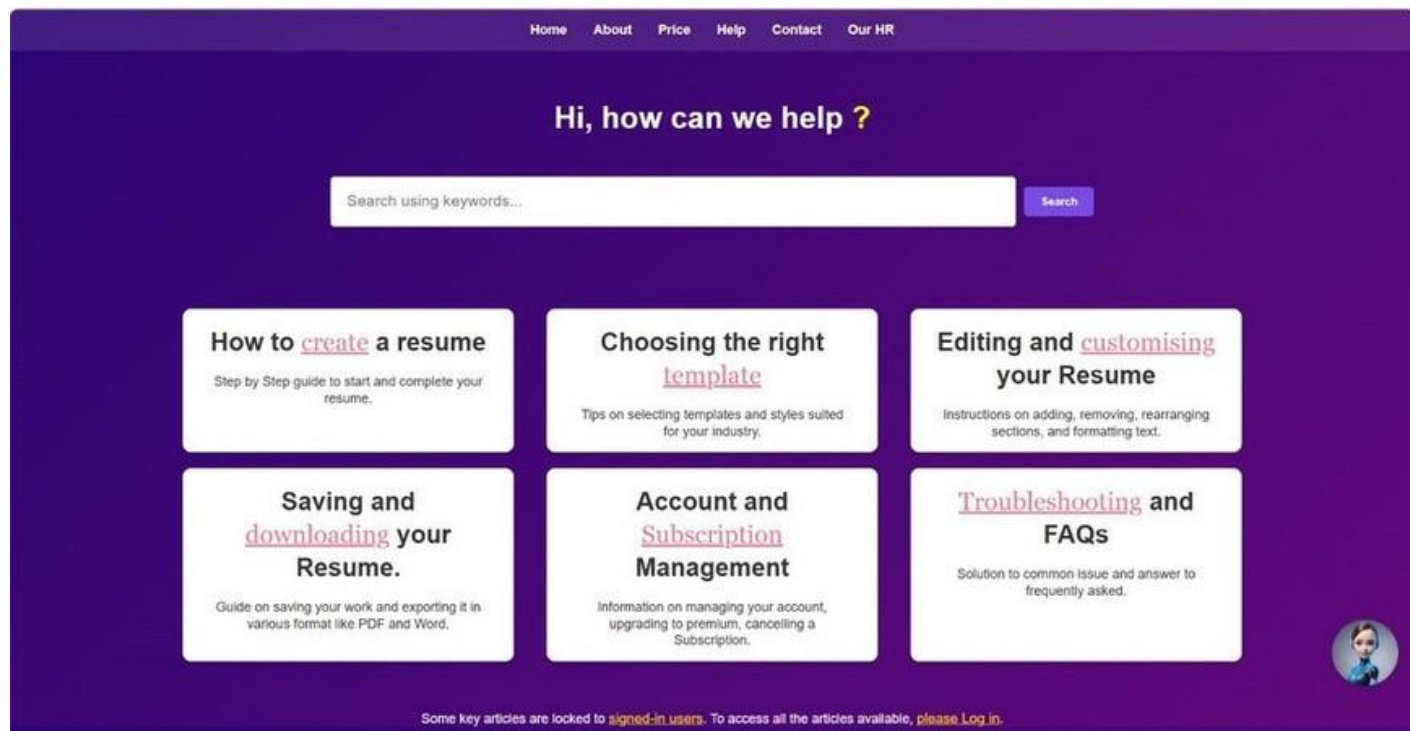 Home About Price Help Contact Our HR
Hi, how can we help ?
Search using keywords...
Search
How to create a resume
Step by Step guide to start and complete your
resume.
Choosing the right
template
Tips on selecting templates and styles suited
for your industry.
Editing and customising
your Resume
Instructions on adding, removing, rearranging
sections, and formatting text.
Saving and
downloading your
Resume.
Guide on saving your work and exporting it in
various format like PDF and Word.
Account and
Subscription
Management
Information on managing your account,
upgrading to premium, cancelling a
Subscription.
Troubleshooting and
FAQs
Solution to common issue and answer to
frequently asked.
Some key articles are locked to signed-in users. To access all the articles available, please Log in.